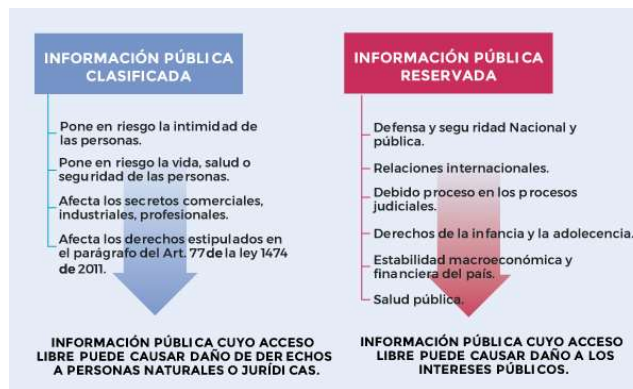 INFORMACIÓN PÚBLICA
CLASIFICADA
Pone en riesgo la intimidad de
las personas.
Pone en riesgo la vida, salud o
seguridad de las personas.
Afecta los secretos comerciales,
industriales, profesionales.
Afecta los derechos estipulados en
el parágrafo del Art. 77 de la ley 1474
de 2011.
INFORMACIÓN PÚBLICA CUYO ACCESO
LIBRE PUEDE CAUSAR DAÑO DE DERECHOS
A PERSONAS NATURALES O JURÍDICAS.
INFORMACIÓN PÚBLICA
RESERVADA
Defensa y seguridad Nacional y
pública.
Relaciones internacionales.
Debido proceso en los procesos
judiciales.
Derechos de la infancia y la adolecencia.
Estabilidad macroeconómica y
financiera del país.
Salud pública.
INFORMACIÓN PÚBLICA CUYO ACCESO
LIBRE PUEDE CAUSAR DAÑO A LOS
INTERESES PÚBLICOS.